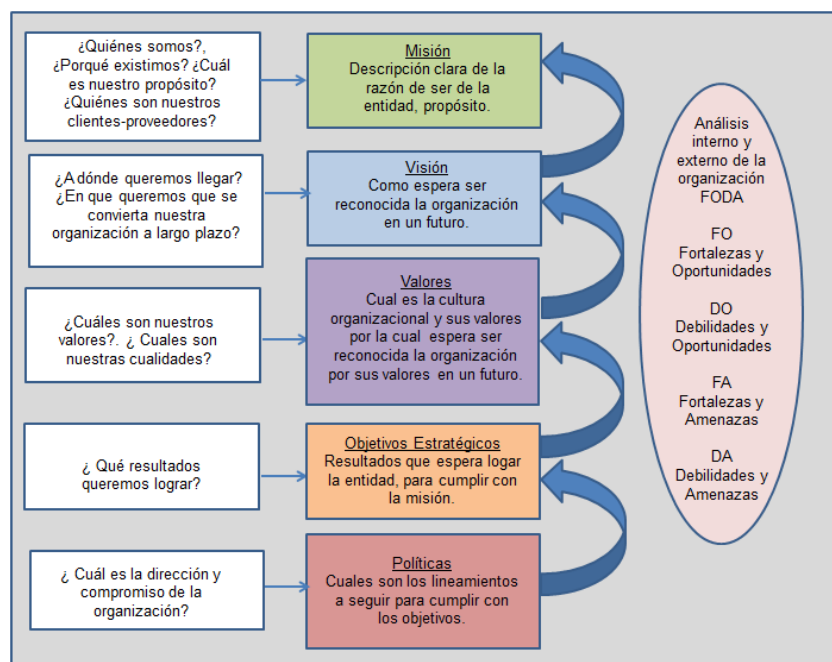 ¿Quiénes somos?,
¿Porqué existimos? ¿Cuál
es nuestro propósito?
¿Quiénes son nuestros
clientes-proveedores?
Misión
Descripción clara de la
razón de ser de la
entidad, propósito.
¿A dónde queremos llegar?
¿En que queremos que se
convierta nuestra
organización a largo plazo?
Visión
Como espera ser
reconocida la organización
en un futuro.
¿Cuáles son nuestros
valores?. ¿ Cuales son
nuestras cualidades?
Valores
Cual es la cultura
organizacional y sus valores
por la cual espera ser
reconocida la organización
por sus valores en un futuro.
¿ Qué resultados
queremos lograr?
Objetivos Estratégicos
Resultados que espera logar
la entidad, para cumplir con
la misión.
¿ Cuál es la dirección y
compromiso de la
organización?
Políticas
Cuales son los lineamientos
a seguir para cumplir con
los objetivos.
Análisis
interno y
externo de la
organización
FODA
FO
Fortalezas y
Oportunidades
DO
Debilidades y
Oportunidades
FA
Fortalezas y
Amenazas
DA
Debilidades y
Amenazas